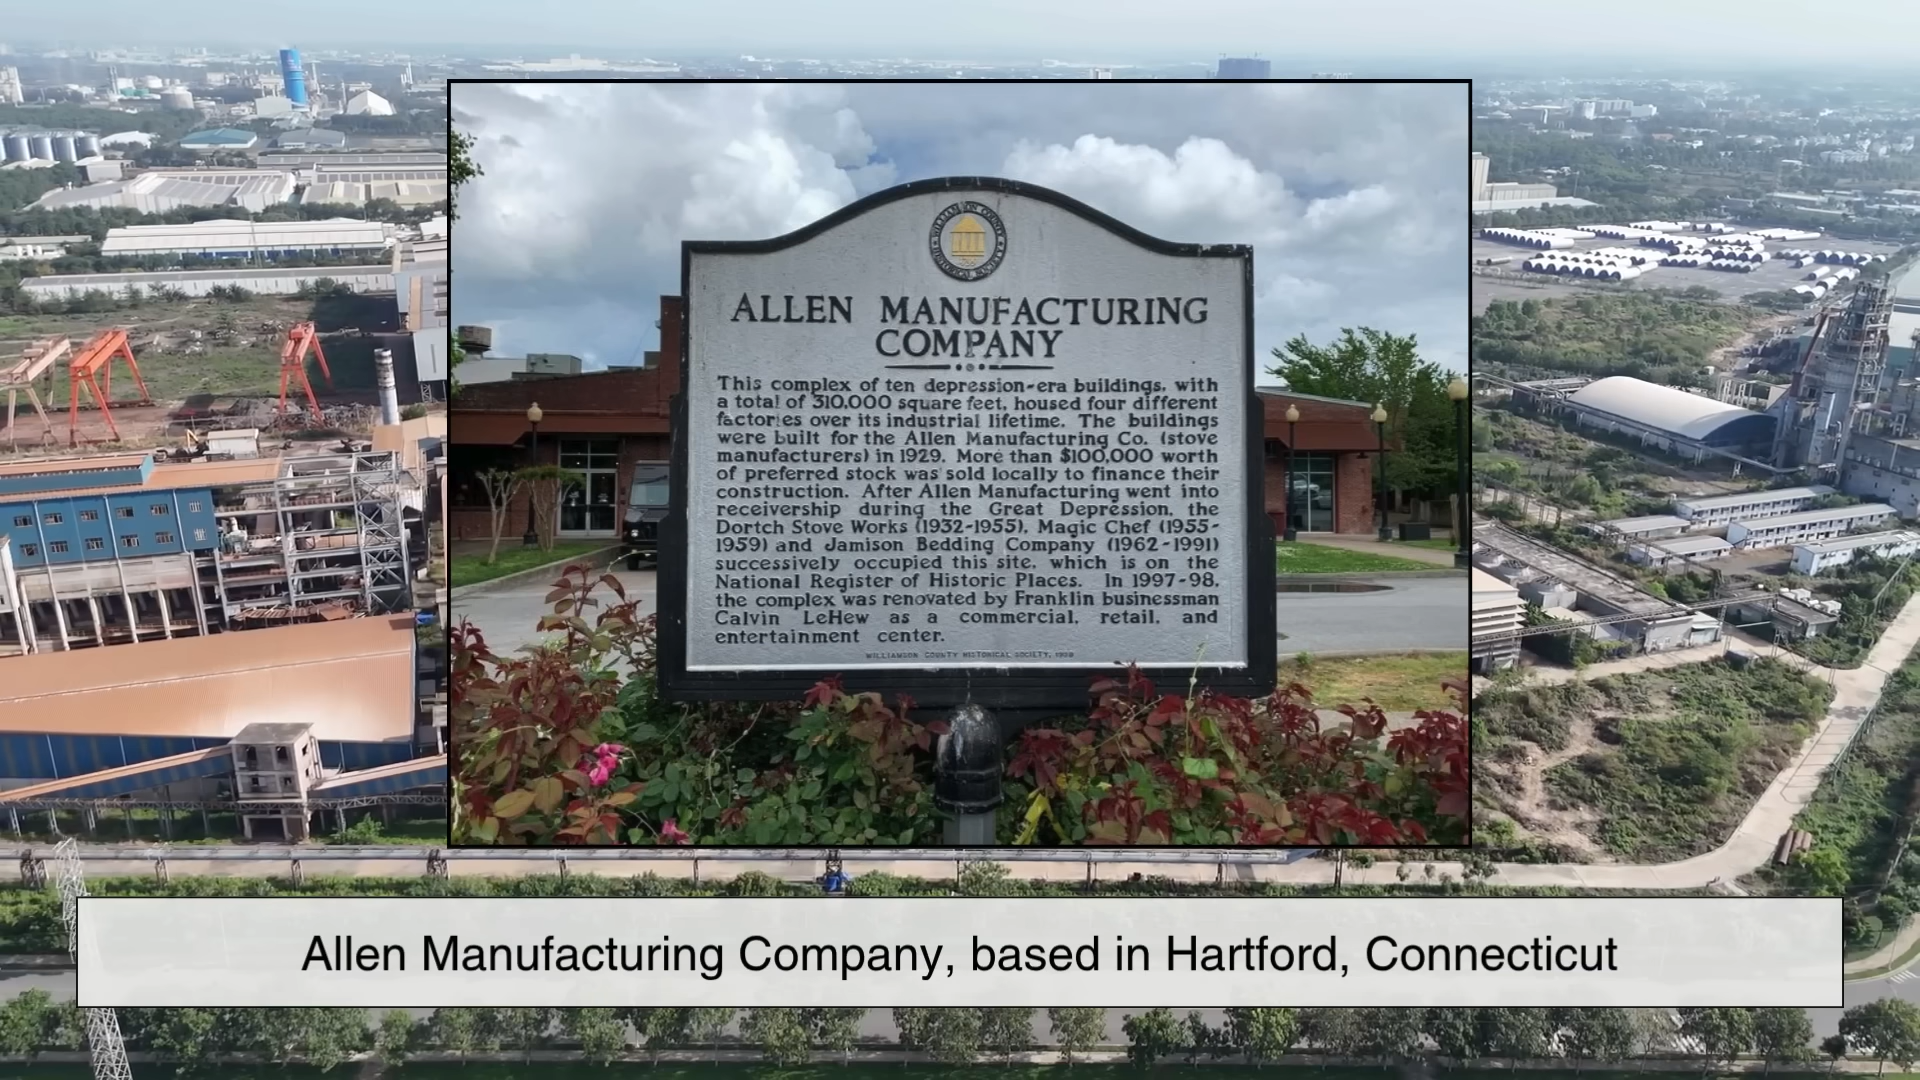 WILLIAMSON COUNTY HISTORICAL SOCIETY
ALLEN MANUFACTURING
COMPANY
This complex of ten depression-era buildings, with
a total of 310,000 square feet, housed four different
factories over its industrial lifetime. The buildings
were built for the Allen Manufacturing Co. (stove
manufacturers) in 1929. More than $100,000 worth
of preferred stock was sold locally to finance their
construction. After Allen Manufacturing went into
receivership during the Great Depression, the
Dortch Stove Works (1932-1955), Magic Chef (1955-
1959) and Jamison Bedding Company (1962-1991)
successively occupied this site, which is on the
National Register of Historic Places. In 1997-98,
the complex was renovated by Franklin businessman
Calvin LeHew as a commercial, retail, and
entertainment center.
WILLIAMSON COUNTY HISTORICAL SOCIETY,
Allen Manufacturing Company, based in Hartford, Connecticut